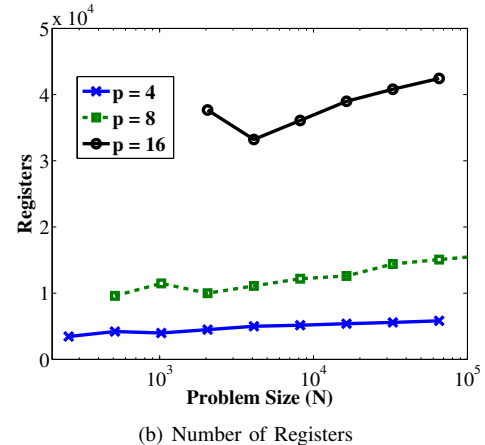 5 x 10^4
4
3
2
1
0
Registers
p = 4
p = 8
p = 16
10^3
10^4
10^5
Problem Size (N)
(b) Number of Registers